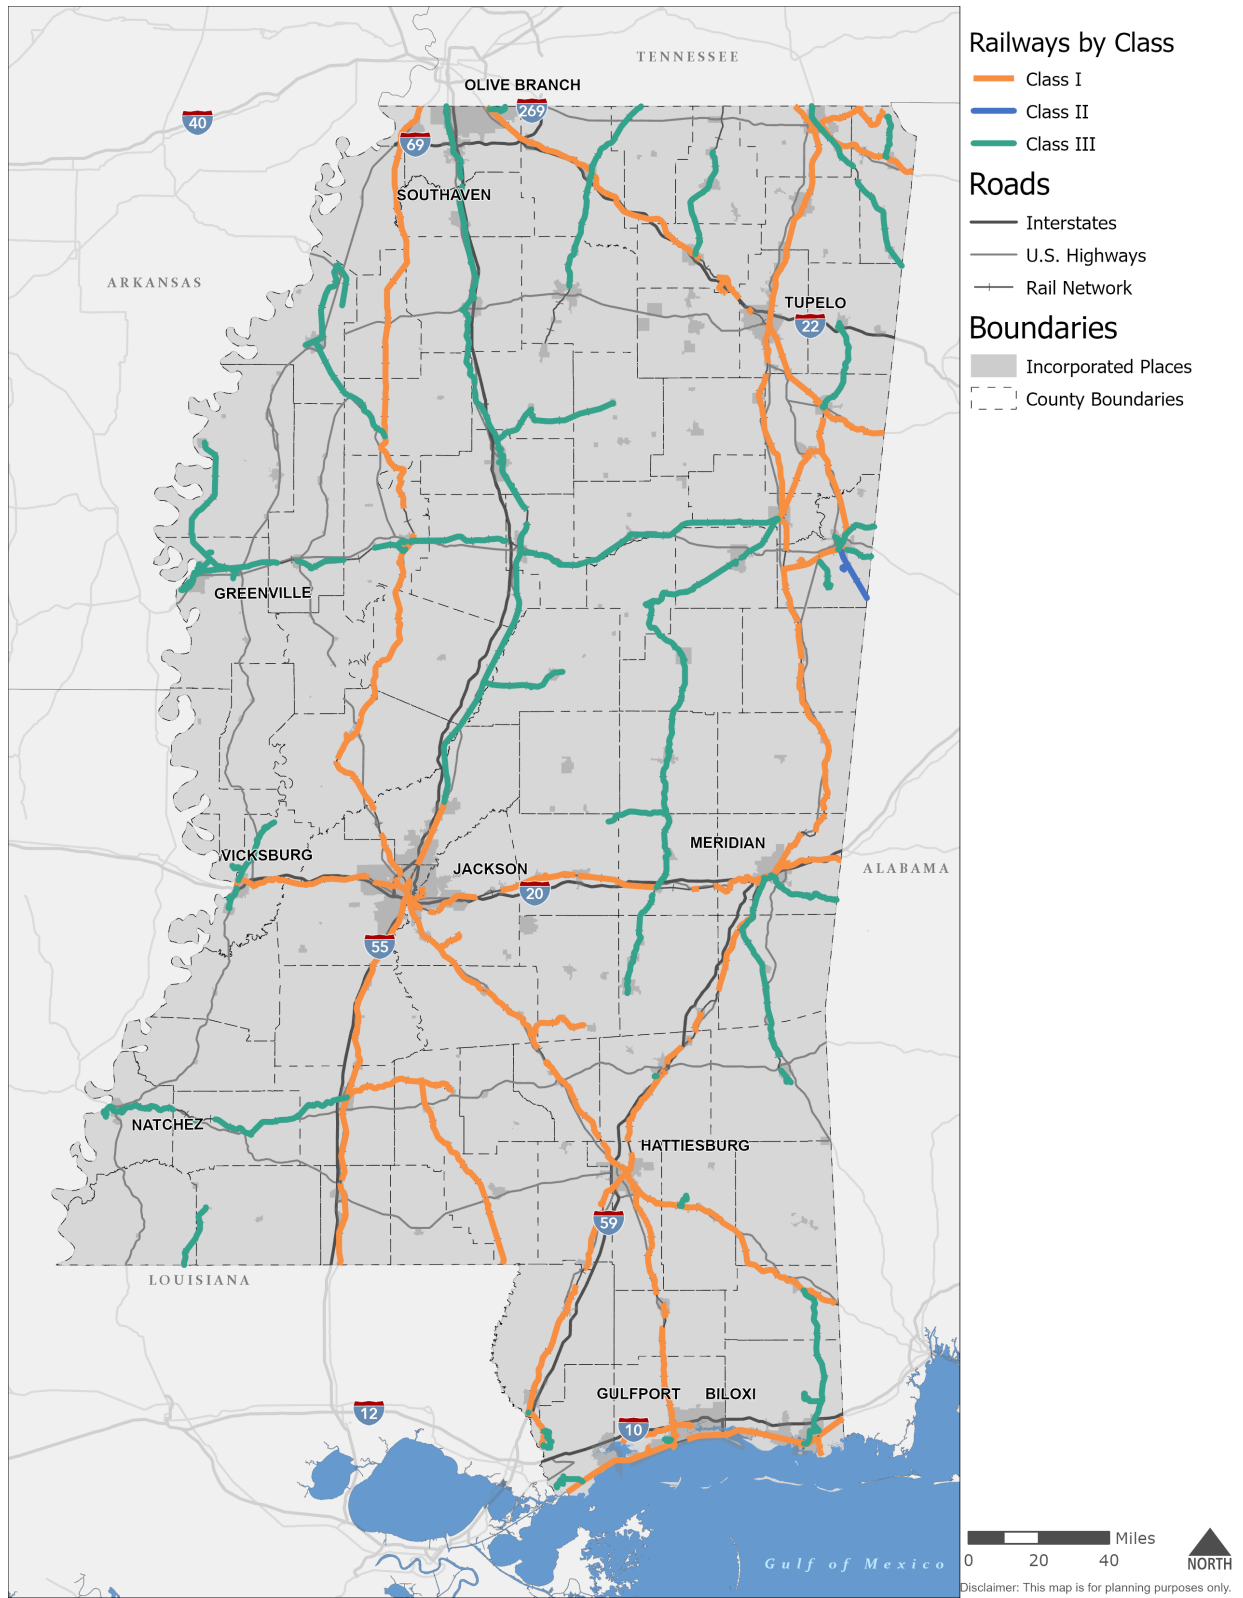 TENNESSEE
OLIVE BRANCH
269
40
69
SOUTHAVEN
ARKANSAS
TUPELO
22
GREENVILLE
MERIDIAN
VICKSBURG
JACKSON
ALABAMA
20
55
NATCHEZ
HATTIESBURG
59
LOUISIANA
GULFPORT
BILOXI
12
10
Gulf of Mexico
Railways by Class
Class I
Class II
Class III
Roads
Interstates
U.S. Highways
Rail Network
Boundaries
Incorporated Places
County Boundaries
Miles
0 20 40
NORTH
Disclaimer: This map is for planning purposes only.